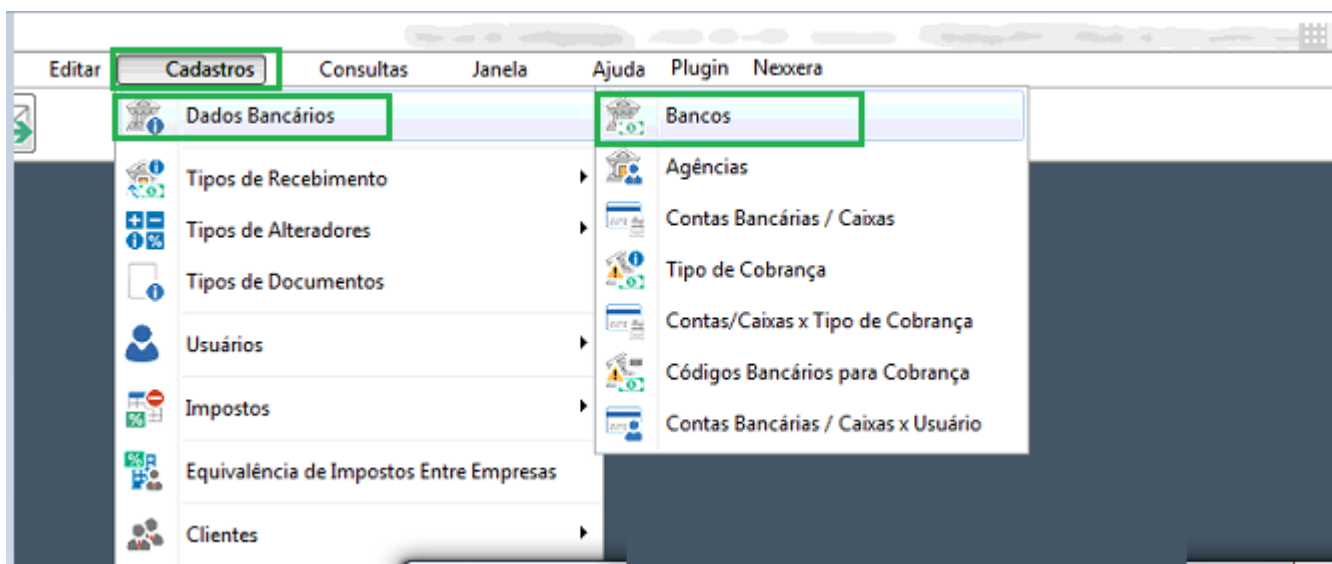 Editar Cadastros Consultas Janela Ajuda Plugin Nexxera
Dados Bancários
Tipos de Recebimento
Tipos de Alteradores
Tipos de Documentos
Usuários
Impostos
Equivalência de Impostos Entre Empresas
Clientes
Bancos
Agências
Contas Bancárias / Caixas
Tipo de Cobrança
Contas/Caixas x Tipo de Cobrança
Códigos Bancários para Cobrança
Contas Bancárias / Caixas x Usuário